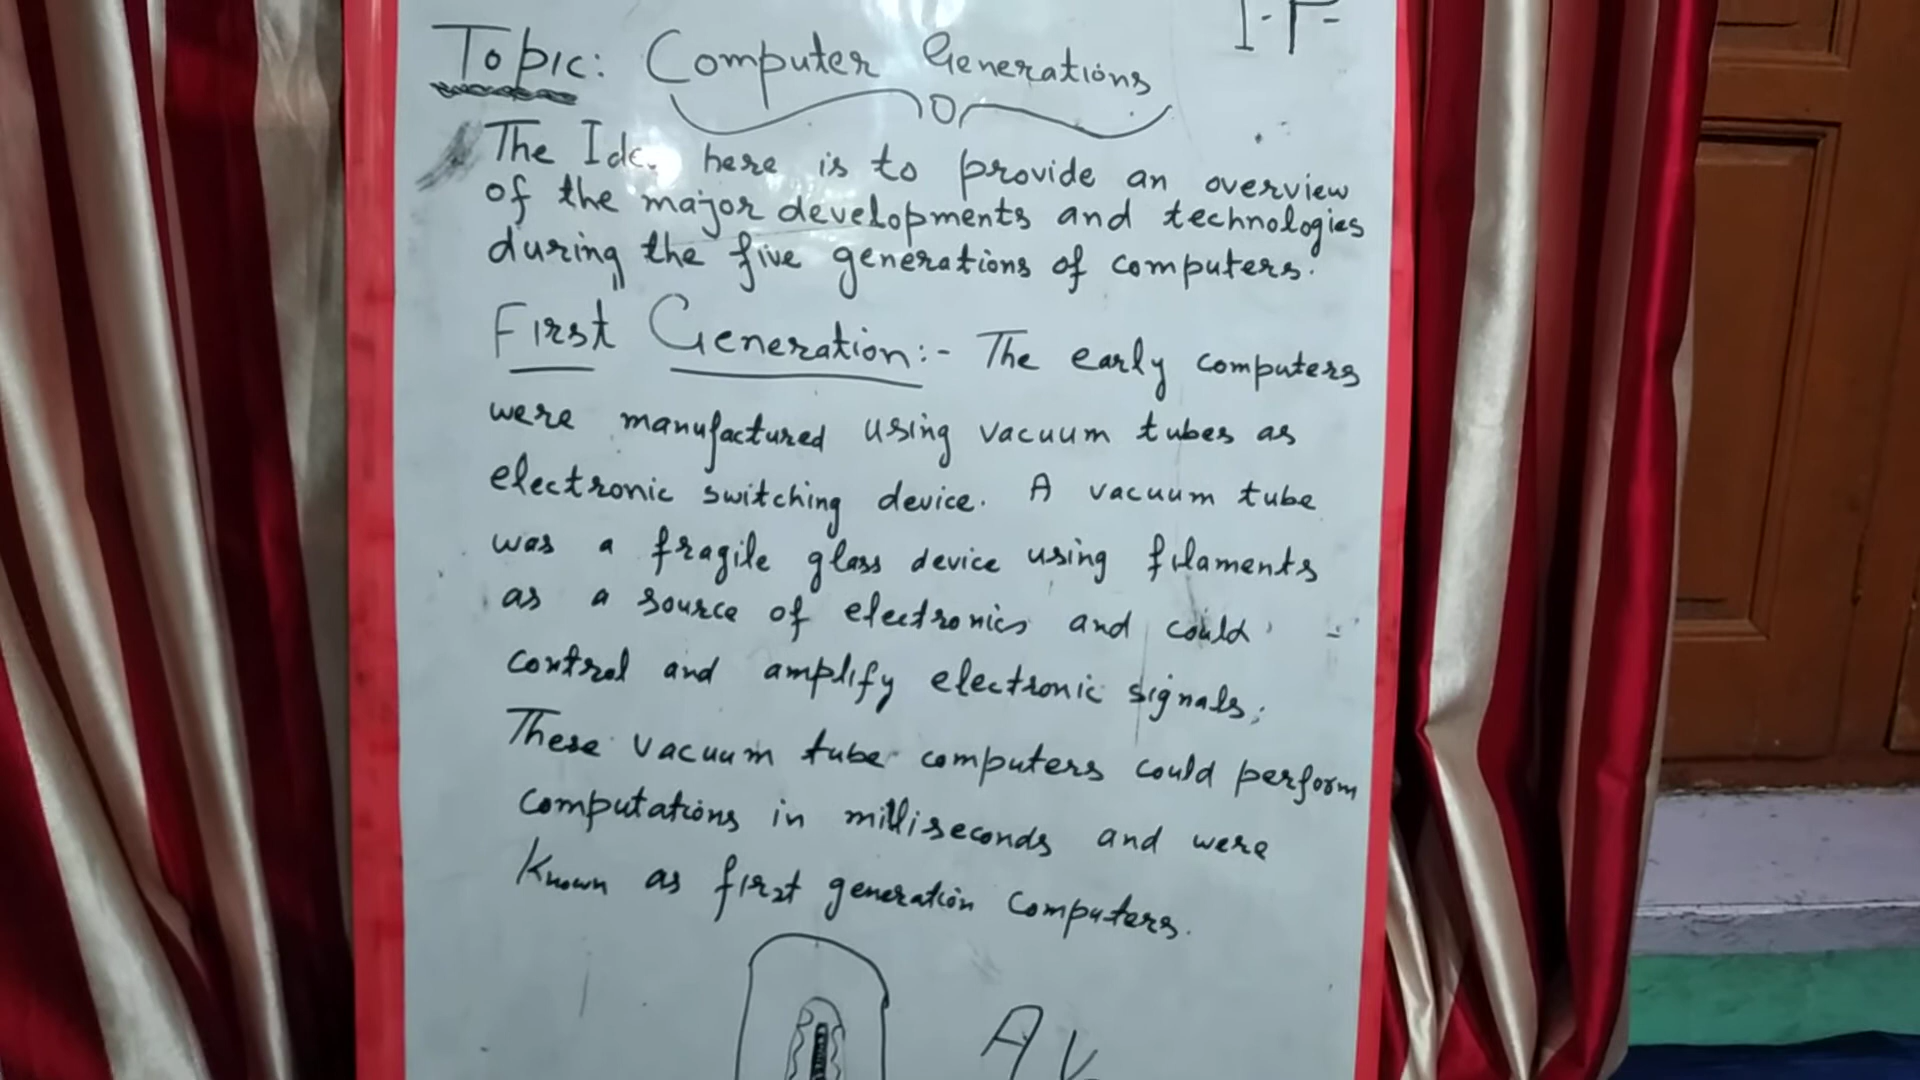 I.P-
Topic: Computer Generations
The Ide here is to provide an overview
of the major developments and technologies
during the five generations of computers.
First Generation:- The early computers
were manufactured using vacuum tubes as
electronic switching device. A vacuum tube
was a fragile glass device using filaments
as a source of electronics and could
control and amplify electronic signals.
These vacuum tube computers could perform
computations in milliseconds and were
known as first generation computers.